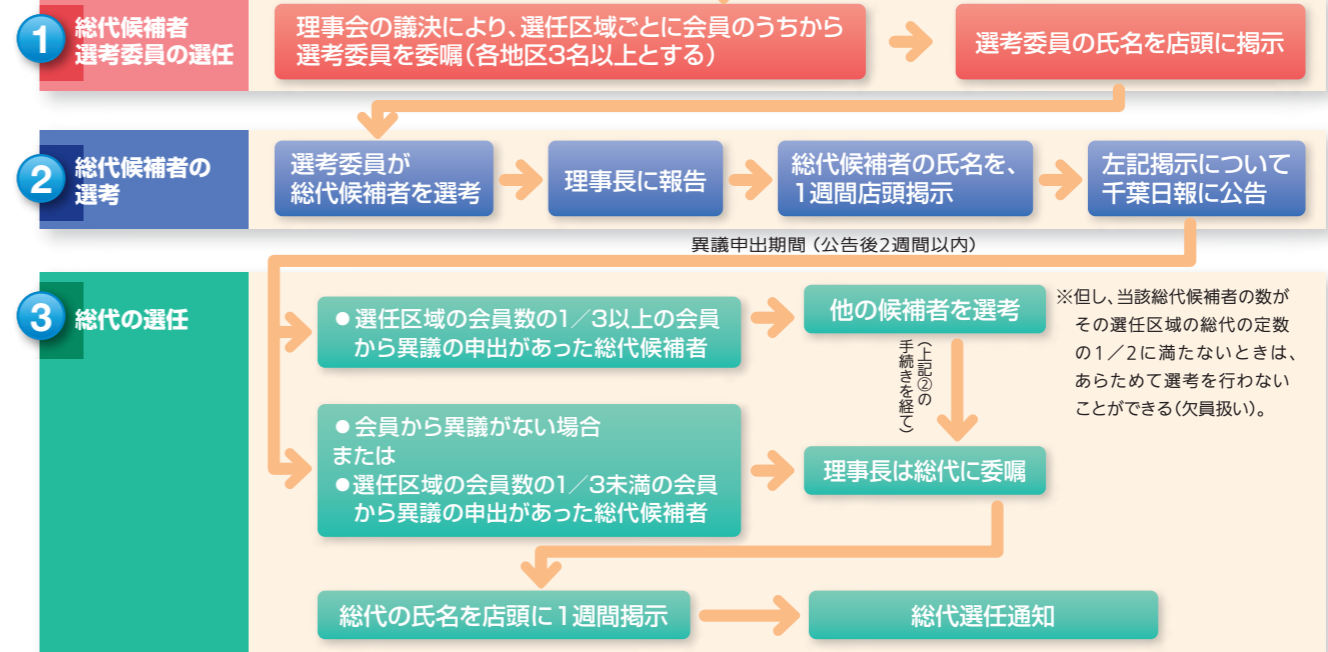 1
総代候補者
選考委員の選任
理事会の議決により、選任区域ごとに会員のうちから
選考委員を委嘱(各地区3名以上とする)
選考委員の氏名を店頭に掲示
2
総代候補者の
選考
選考委員が
総代候補者を選考
理事長に報告
総代候補者の氏名を、
1週間店頭掲示
左記掲示について
千葉日報に公告
異議申出期間(公告後2週間以内)
3
総代の選任
●選任区域の会員数の1/3以上の会員
から異議の申出があった総代候補者
他の候補者を選考
※但し、当該総代候補者の数が
その選任区域の総代の定数
の1/2に満たないときは、
あらためて選考を行わない
ことができる(欠員扱い)。
(上記②の
手続きを経て)
●会員から異議がない場合
または
●選任区域の会員数の1/3未満の会員
から異議の申出があった総代候補者
理事長は総代に委嘱
総代の氏名を店頭に1週間掲示
総代選任通知